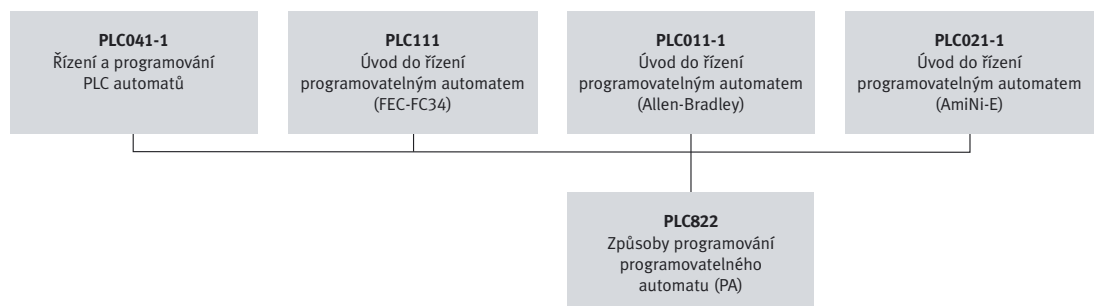 PLC041-1
Řízení a programování
PLC automatů
PLC111
Úvod do řízení
programovatelným automatem
(FEC-FC34)
PLC011-1
Úvod do řízení
programovatelným automatem
(Allen-Bradley)
PLC021-1
Úvod do řízení
programovatelným automatem
(AmiNi-E)
PLC822
Způsoby programování
programovatelného
automatu (PA)